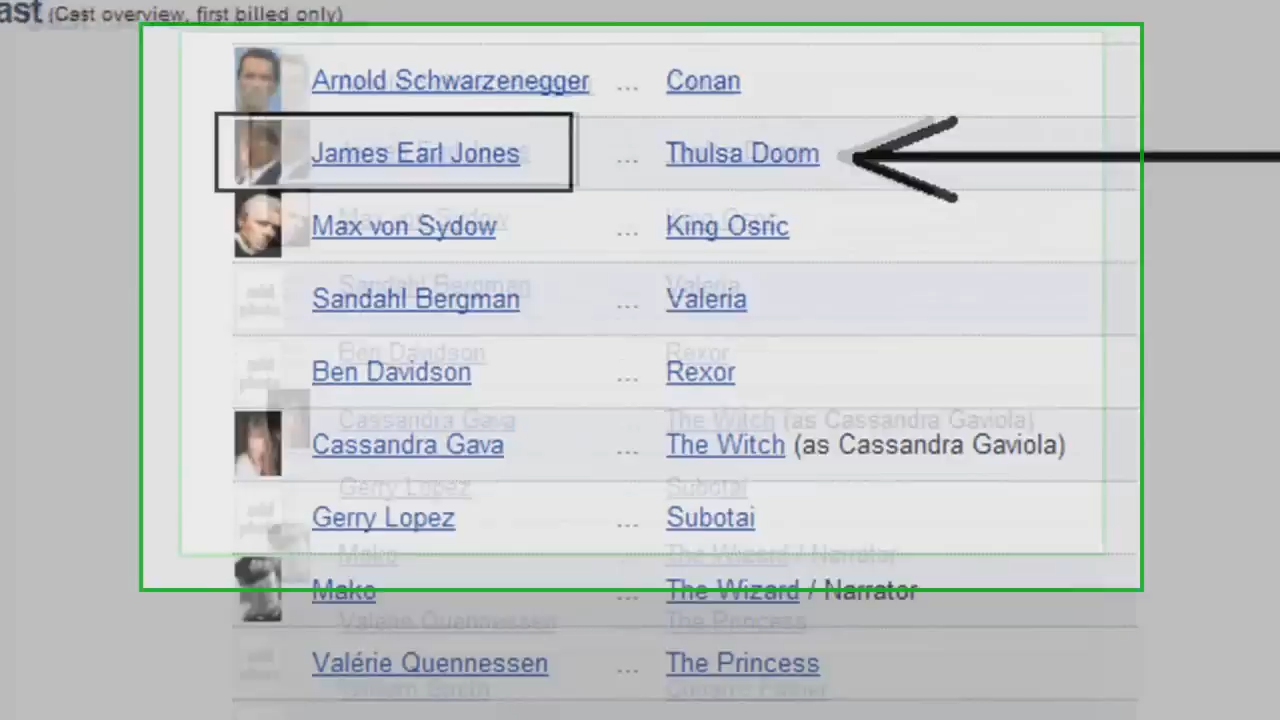 ast (Cast overview, first billed only)
Arnold Schwarzenegger ... Conan
James Earl Jones ... Thulsa Doom
Max von Sydow ... King Osric
Sandahl Bergman ... Valeria
Ben Davidson ... Rexor
Cassandra Gava ... The Witch (as Cassandra Gaviola)
Gerry Lopez ... Subotai
Mako ... The Wizard / Narrator
Valérie Quennessen ... The Princess